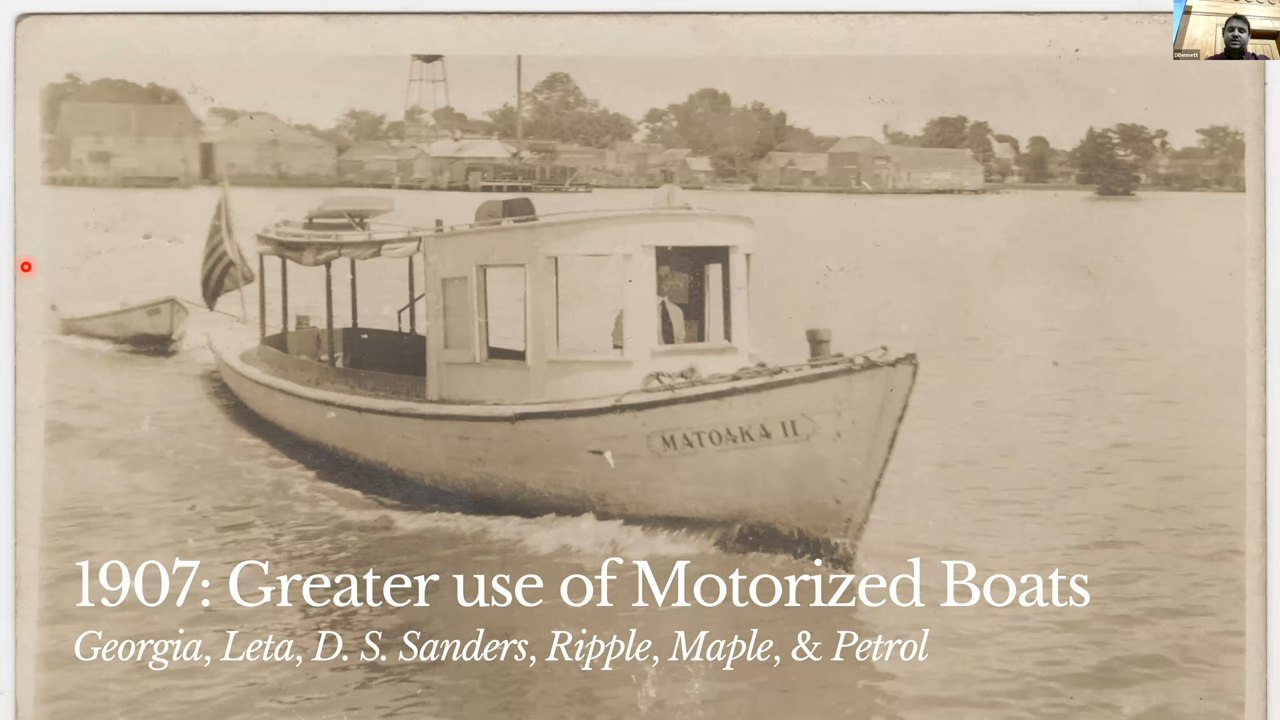 DBennett
MATOAKA II
1907: Greater use of Motorized Boats
Georgia, Leta, D. S. Sanders, Ripple, Maple, & Petrol